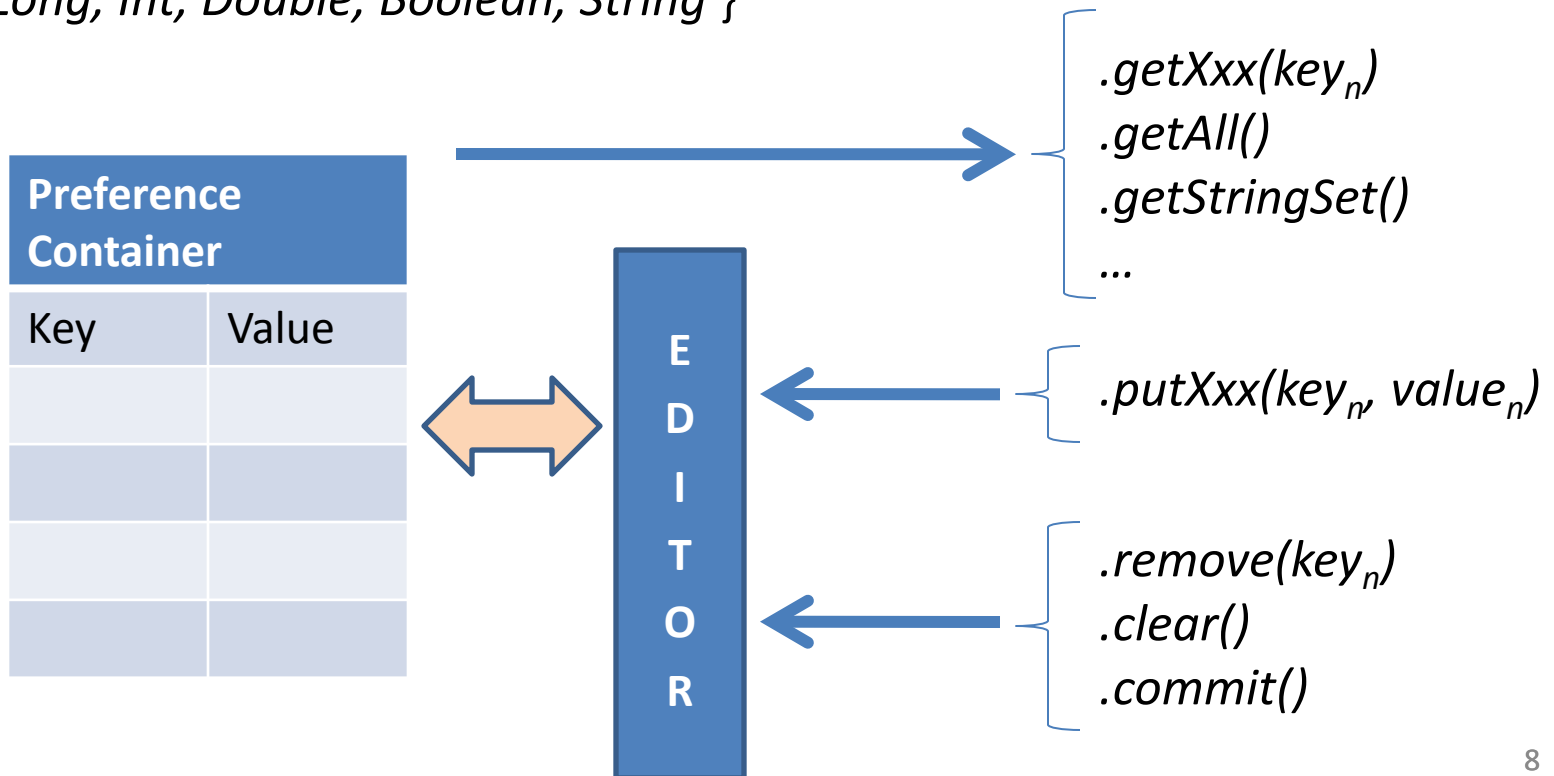 Long, Int, Double, Boolean, String }
.getXxx(keyn)
.getAll()
.getStringSet()
…
Preference
Container
Key Value
E
D
I
T
O
R
.putXxx(keyn, valuen)
.remove(keyn)
.clear()
.commit()
8